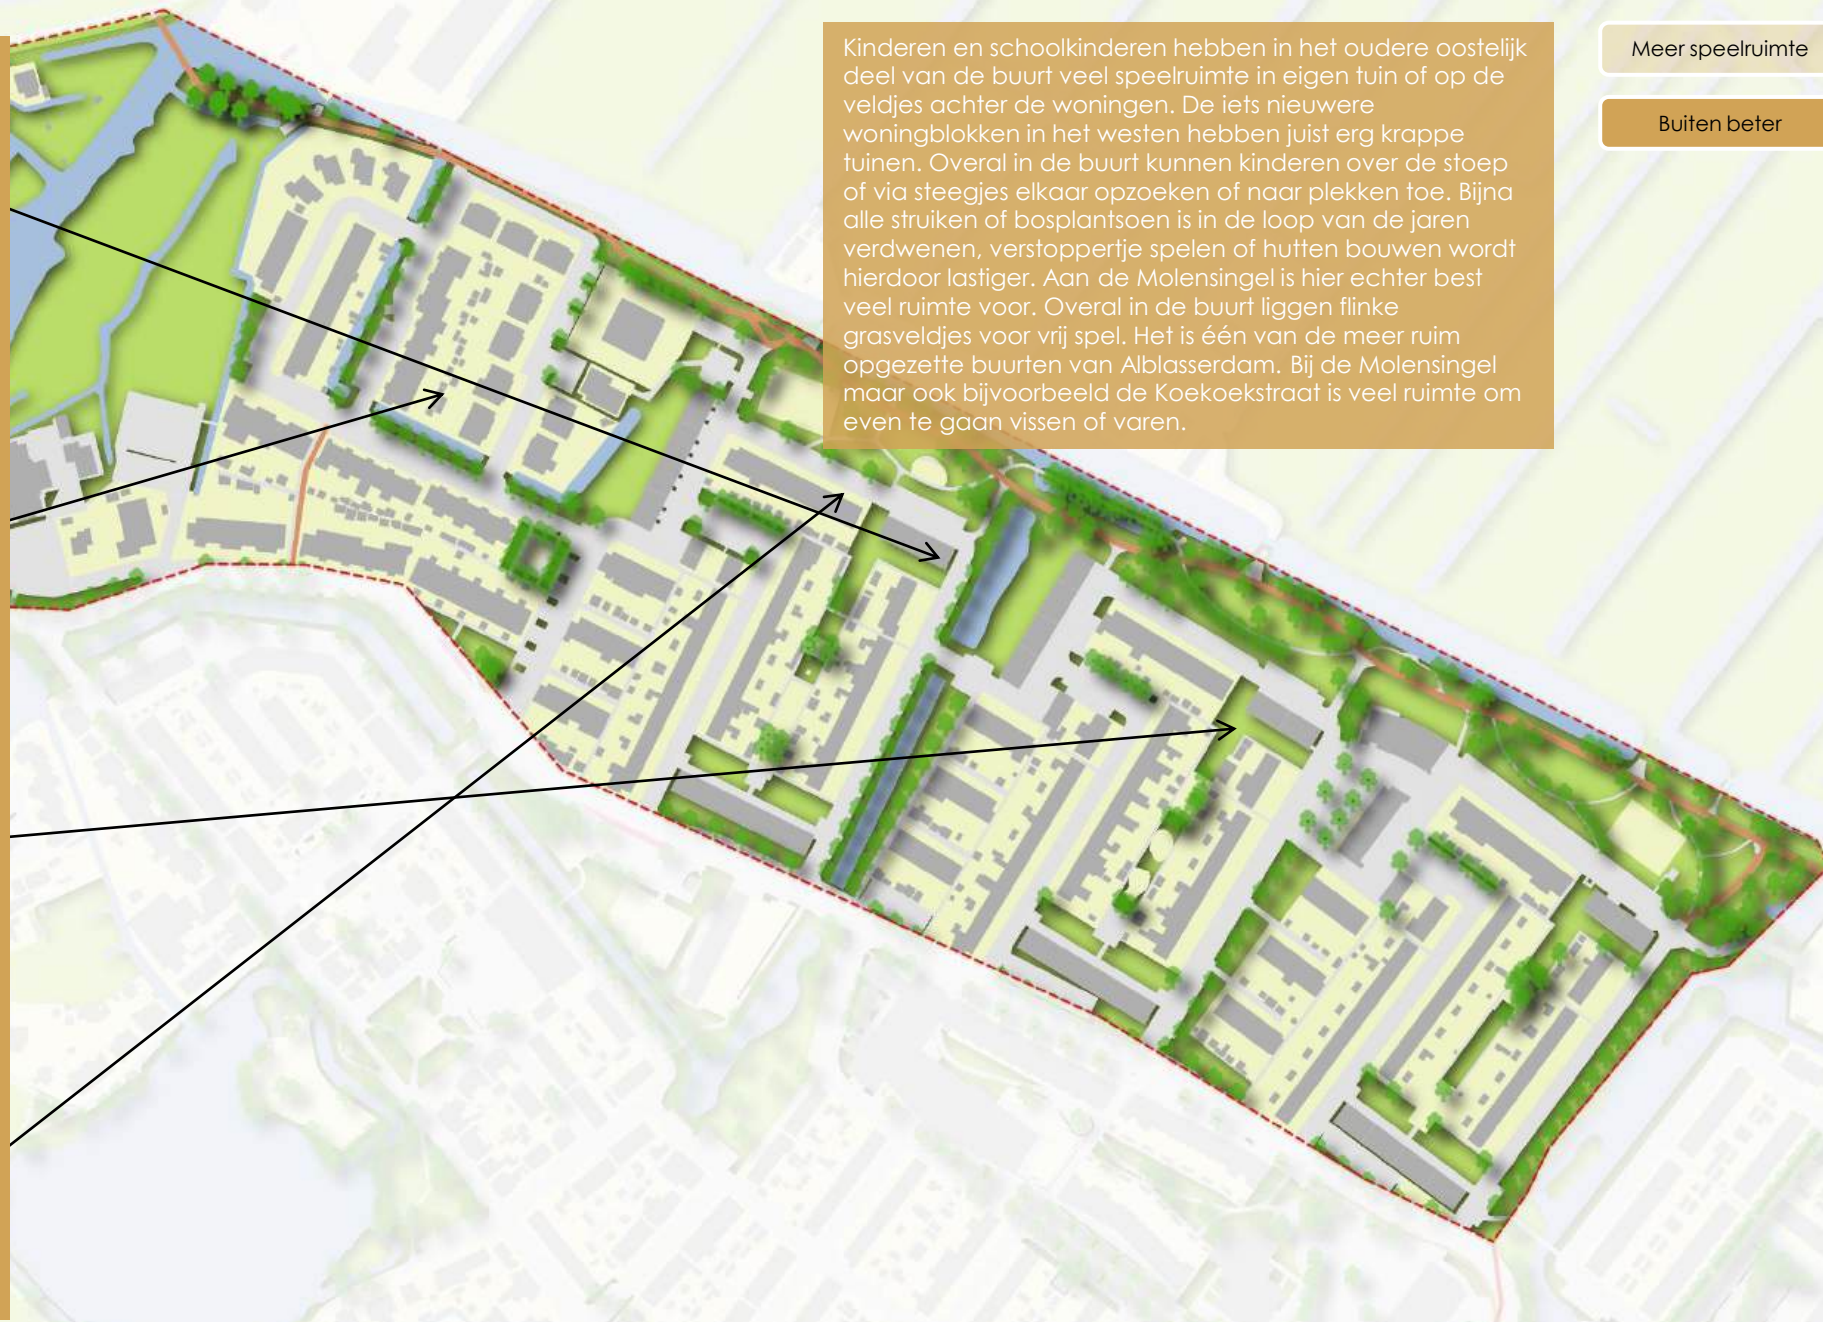 Kinderen en schoolkinderen hebben in het oudere oostelijk
deel van de buurt veel speelruimte in eigen tuin of op de
veldjes achter de woningen. De iets nieuwere
woningblokken in het westen hebben juist erg krappe
tuinen. Overal in de buurt kunnen kinderen over de stoep
of via steegjes elkaar opzoeken of naar plekken toe. Bijna
alle struiken of bosplantsoen is in de loop van de jaren
verdwenen, verstoppertje spelen of hutten bouwen wordt
hierdoor lastiger. Aan de Molensingel is hier echter best
veel ruimte voor. Overal in de buurt liggen flinke
grasveldjes voor vrij spel. Het is één van de meer ruim
opgezette buurten van Alblasserdam. Bij de Molensingel
maar ook bijvoorbeeld de Koekoekstraat is veel ruimte om
even te gaan vissen of varen.
Meer speelruimte
Buiten beter